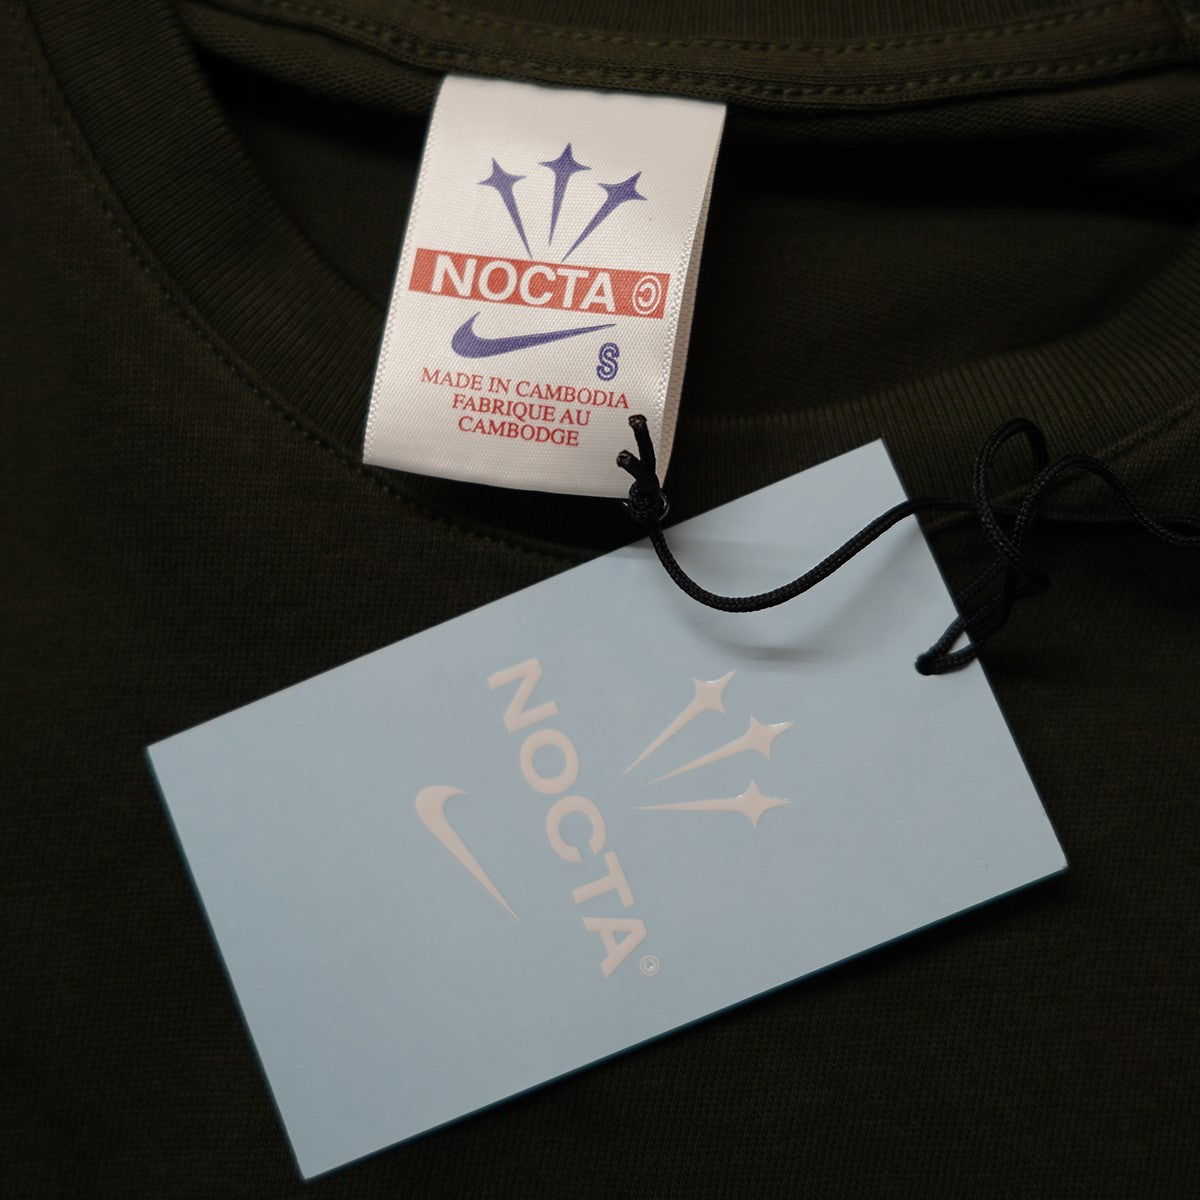 NOCTA ©
S
MADE IN CAMBODIA
FABRIQUE AU
CAMBODGE
NOCTA©